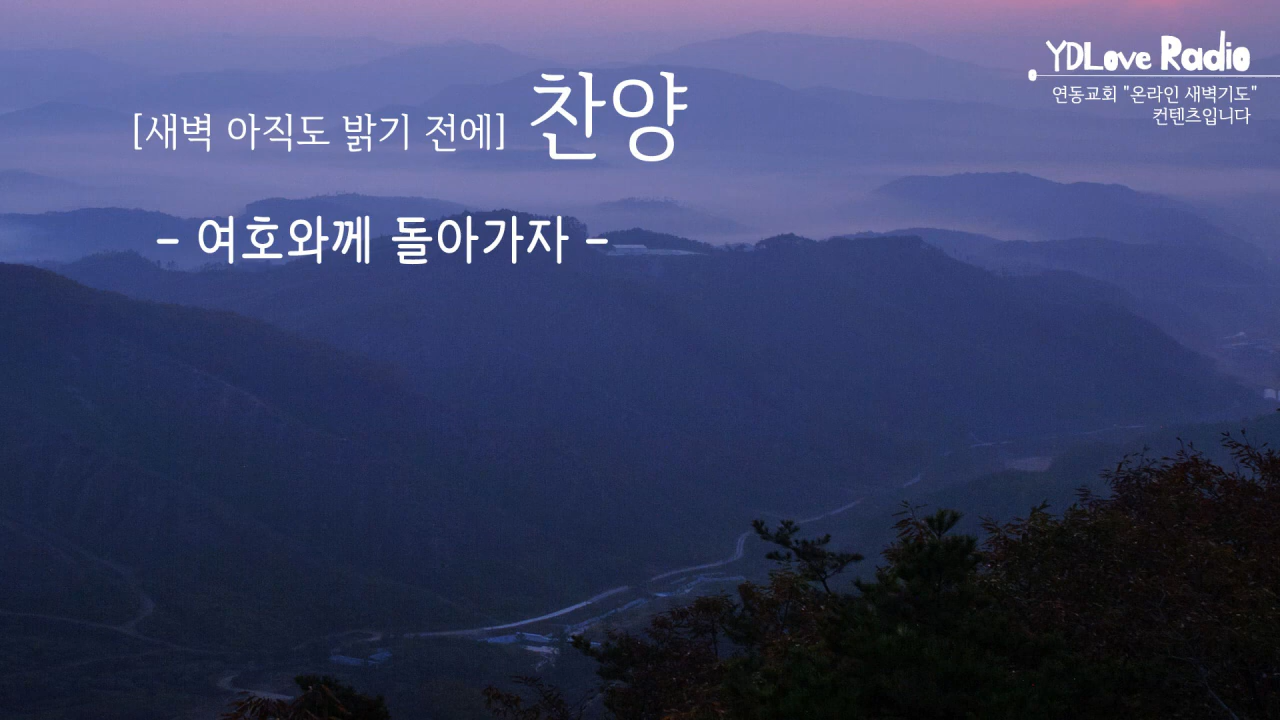 YDLove Radio
연동교회 "온라인 새벽기도"
컨텐츠입니다
[새벽 아직도 밝기 전에] 찬양
- 여호와께 돌아가자 -